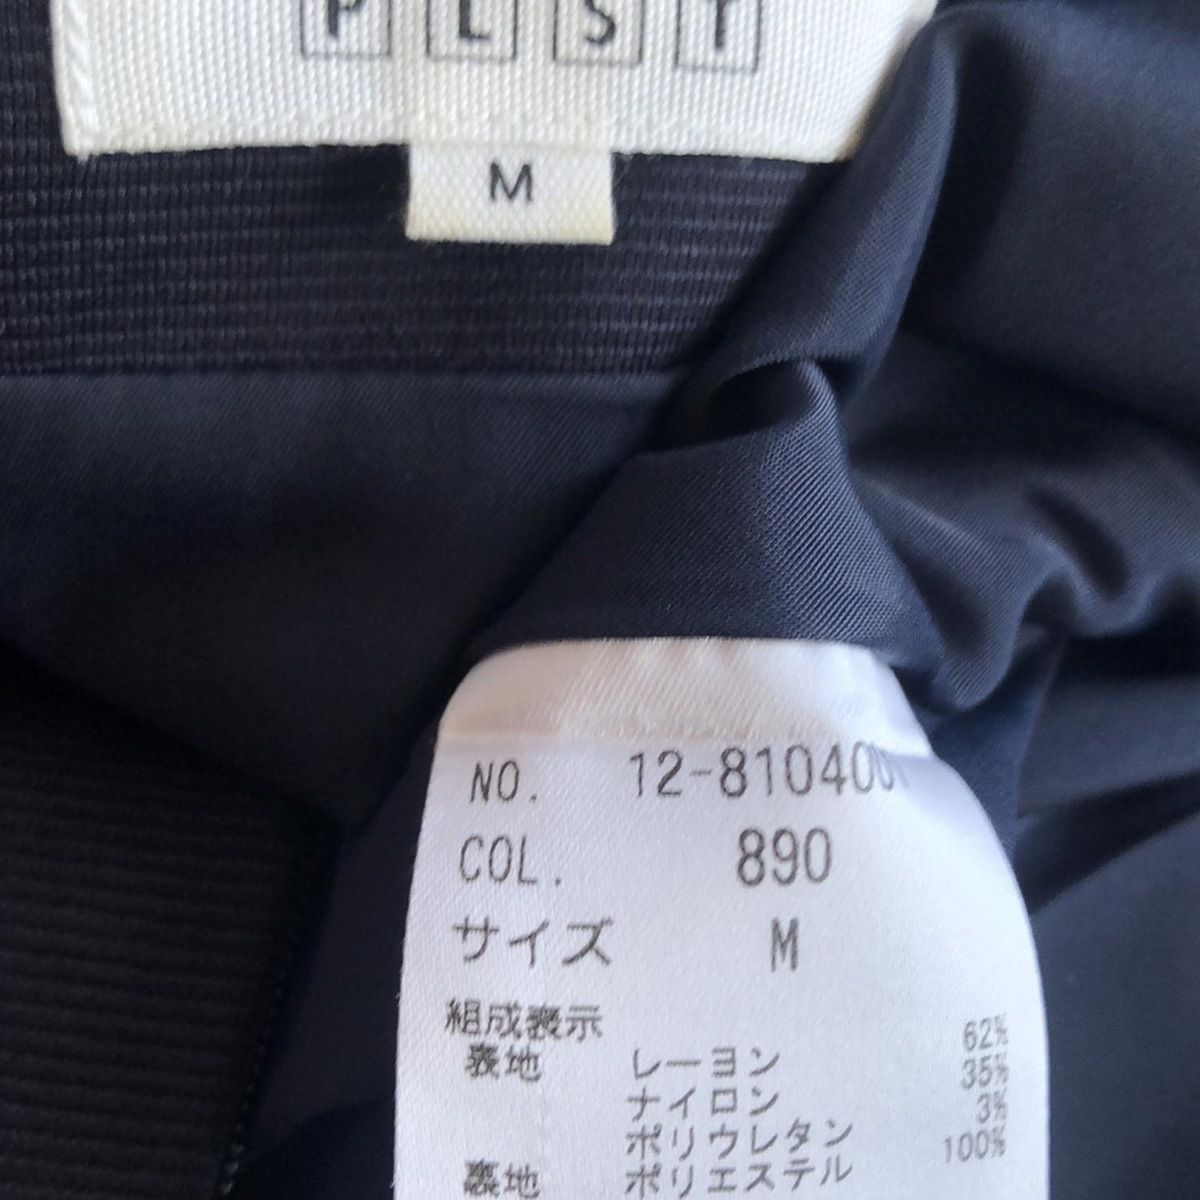 PLST
M
NO. 12-81040
COL. 890
サイズ M
組成表示
表地 レーヨン 62%
ナイロン 35%
ポリウレタン 3%
裏地 ポリエステル 100%